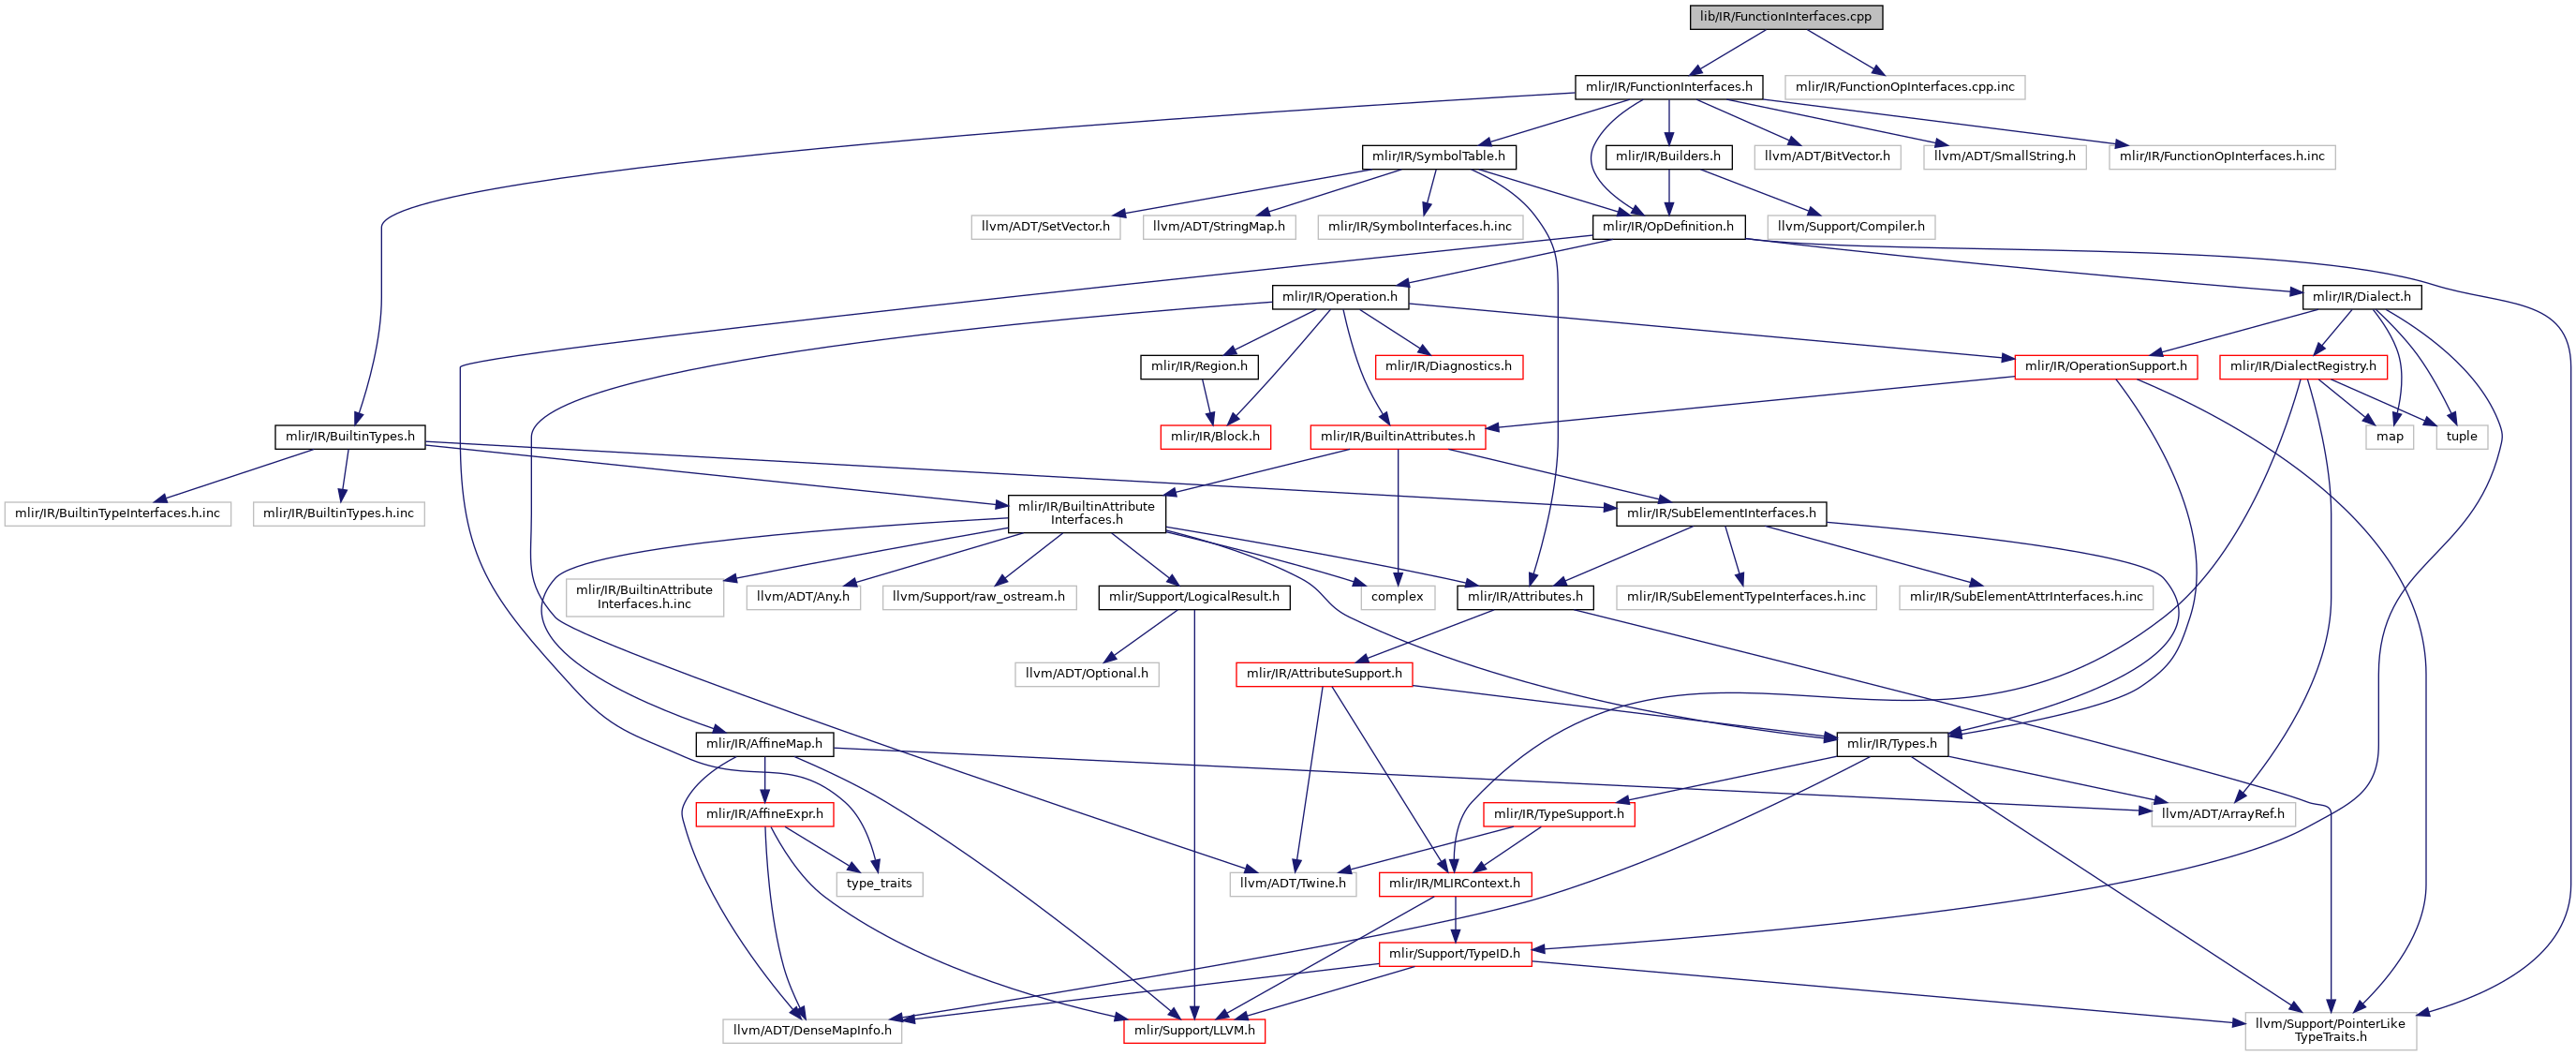 lib/IR/FunctionInterfaces.cpp
mlir/IR/FunctionInterfaces.h
mlir/IR/FunctionOpInterfaces.cpp.inc
mlir/IR/SymbolTable.h
mlir/IR/Builders.h
llvm/ADT/BitVector.h
llvm/ADT/SmallString.h
mlir/IR/FunctionOpInterfaces.h.inc
llvm/ADT/SetVector.h
llvm/ADT/StringMap.h
mlir/IR/SymbolInterfaces.h.inc
mlir/IR/OpDefinition.h
llvm/Support/Compiler.h
mlir/IR/Operation.h
mlir/IR/Dialect.h
mlir/IR/Region.h
mlir/IR/Diagnostics.h
mlir/IR/OperationSupport.h
mlir/IR/DialectRegistry.h
mlir/IR/BuiltinTypes.h
mlir/IR/Block.h
mlir/IR/BuiltinAttributes.h
map
tuple
mlir/IR/BuiltinTypeInterfaces.h.inc
mlir/IR/BuiltinTypes.h.inc
mlir/IR/BuiltinAttribute
Interfaces.h
mlir/IR/SubElementInterfaces.h
mlir/IR/BuiltinAttribute
Interfaces.h.inc
llvm/ADT/Any.h
llvm/Support/raw_ostream.h
mlir/Support/LogicalResult.h
complex
mlir/IR/Attributes.h
mlir/IR/SubElementTypeInterfaces.h.inc
mlir/IR/SubElementAttrInterfaces.h.inc
llvm/ADT/Optional.h
mlir/IR/AttributeSupport.h
mlir/IR/AffineMap.h
mlir/IR/Types.h
mlir/IR/AffineExpr.h
mlir/IR/TypeSupport.h
llvm/ADT/ArrayRef.h
type_traits
llvm/ADT/Twine.h
mlir/IR/MLIRContext.h
mlir/Support/TypeID.h
llvm/ADT/DenseMapInfo.h
mlir/Support/LLVM.h
llvm/Support/PointerLike
TypeTraits.h